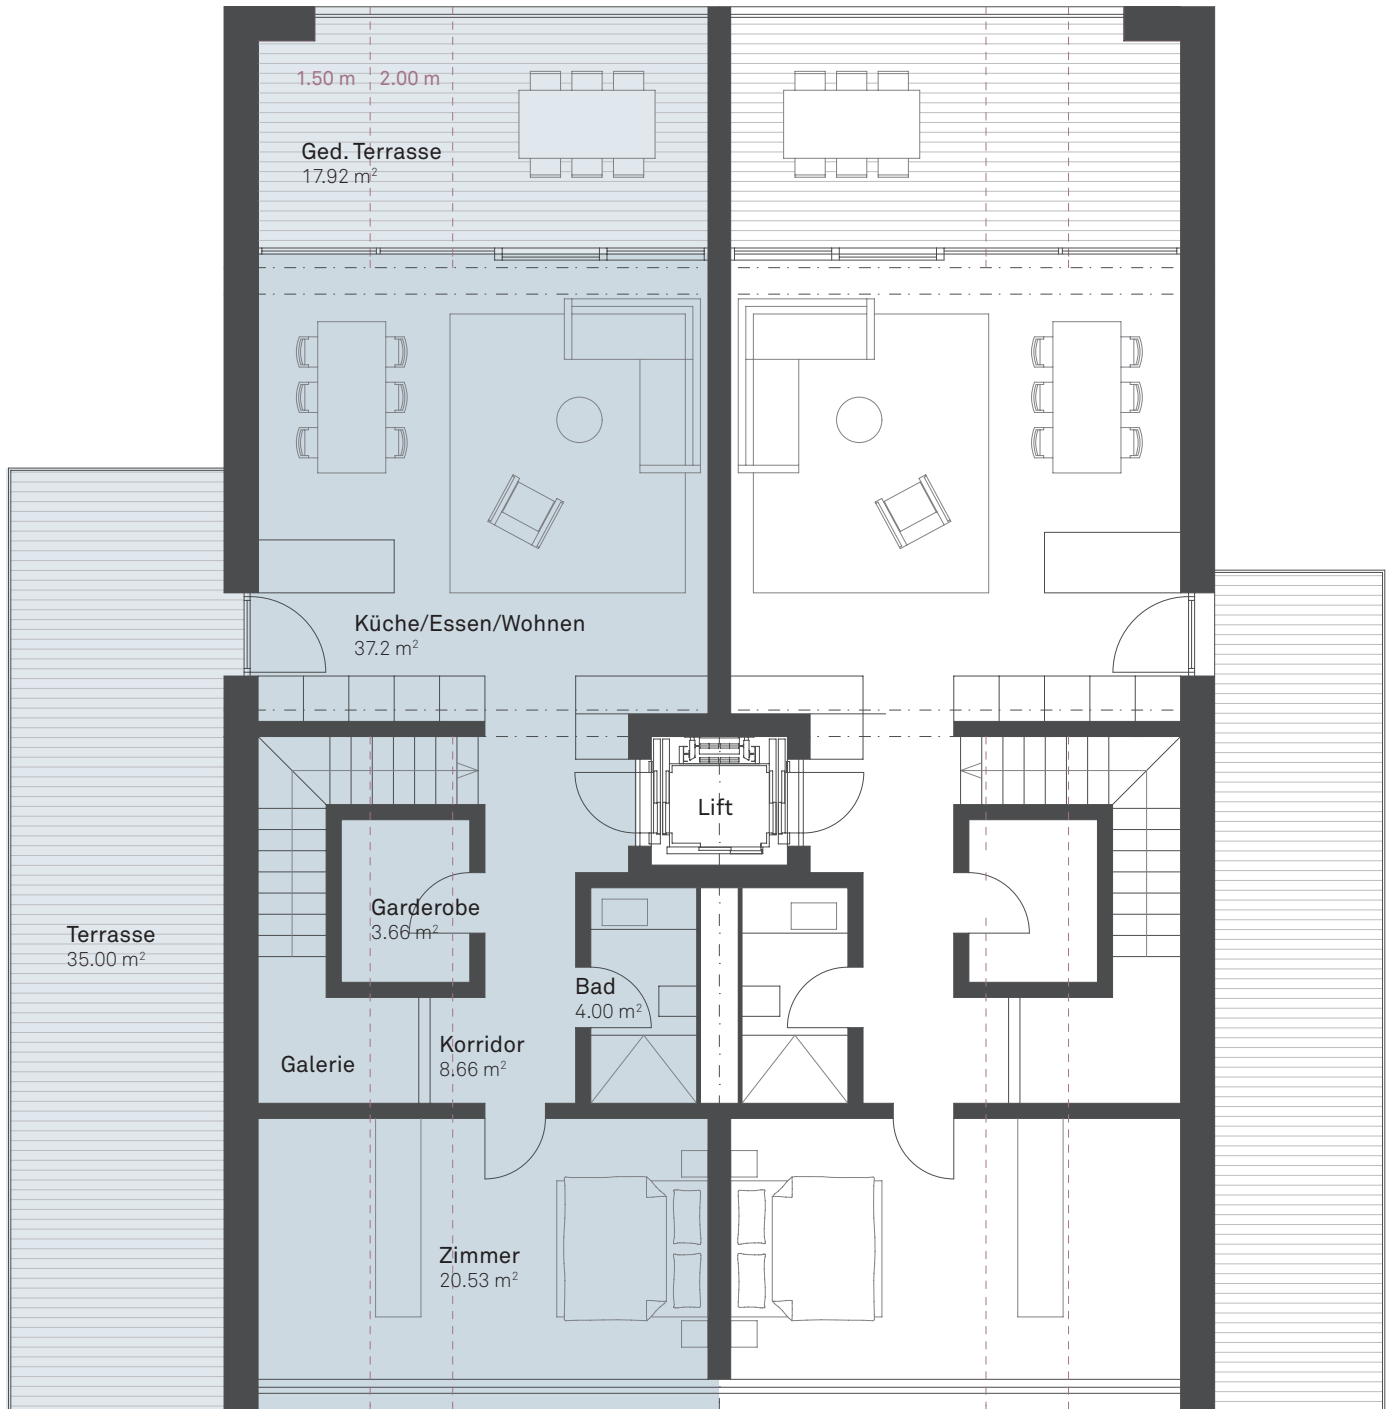 1.50 m 2.00 m
Ged. Terrasse
17.92 m²
Küche/Essen/Wohnen
37.2 m²
Lift
Garderobe
3.66 m²
Terrasse
35.00 m²
Bad
4.00 m²
Korridor
8.66 m²
Galerie
Zimmer
20.53 m²